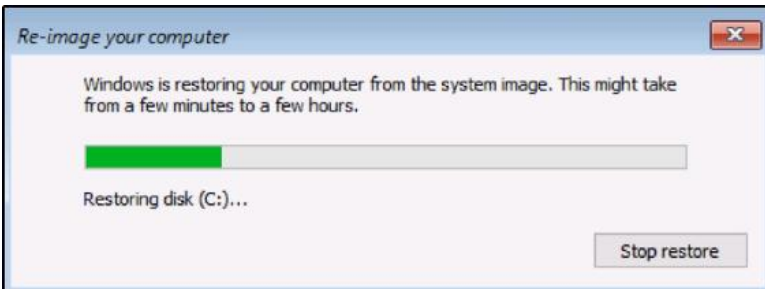 Re-image your computer
Windows is restoring your computer from the system image. This might take
from a few minutes to a few hours.
Restoring disk (C:)...
Stop restore